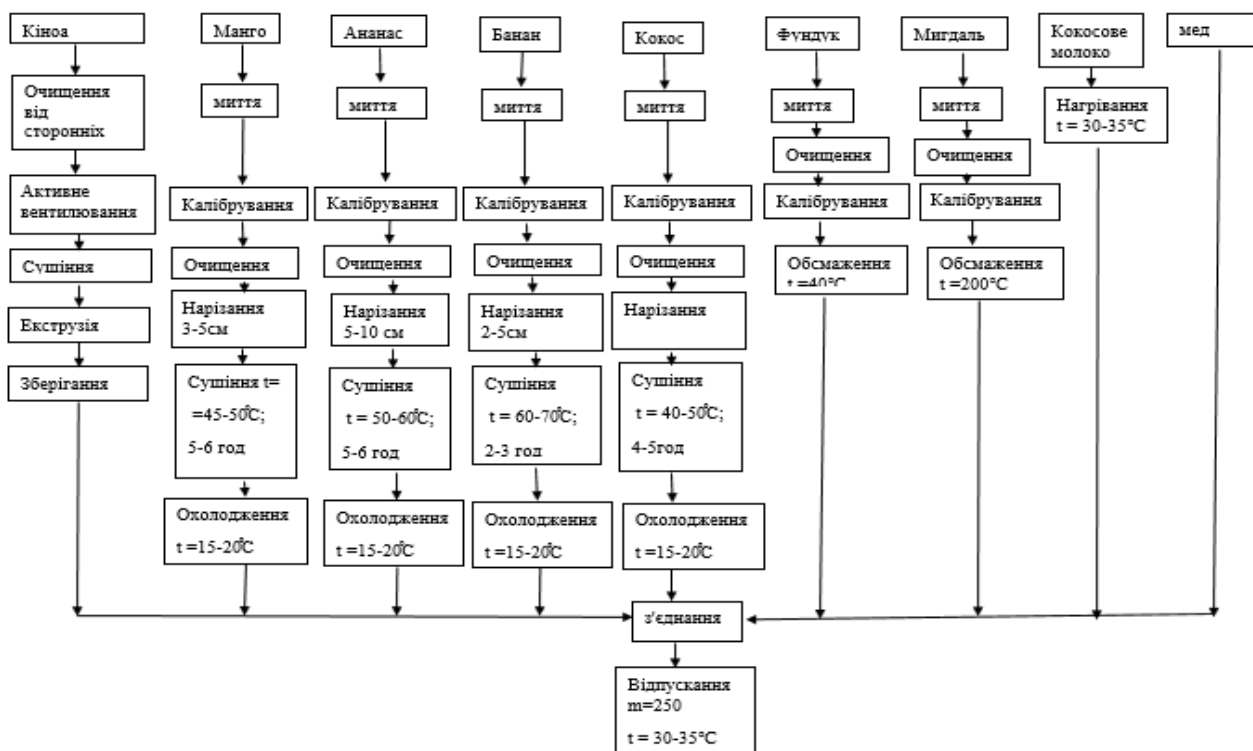 Кіноа
Манго
Ананас
Банан
Кокос
Фундук
Мигдаль
Кокосове
молоко
мед
Очищення
від
сторонніх
миття
миття
миття
миття
миття
миття
Нагрівання
t = 30-35°C
Очищення
Очищення
Активне
вентилювання
Калібрування
Калібрування
Калібрування
Калібрування
Калібрування
Калібрування
Сушіння
Очищення
Очищення
Очищення
Очищення
Обсмаження
t =40°C
Обсмаження
t =200°C
Екструзія
Нарізання
3-5см
Нарізання
5-10 см
Нарізання
2-5см
Нарізання
Зберігання
Сушіння t=
=45-50°C;
5-6 год
Сушіння
t = 50-60°C;
5-6 год
Сушіння
t = 60-70°C;
2-3 год
Сушіння
t = 40-50°C;
4-5год
Охолодження
t =15-20°C
Охолодження
t =15-20°C
Охолодження
t =15-20°C
Охолодження
t =15-20°C
з'єднання
Відпускання
m=250
t = 30-35°C